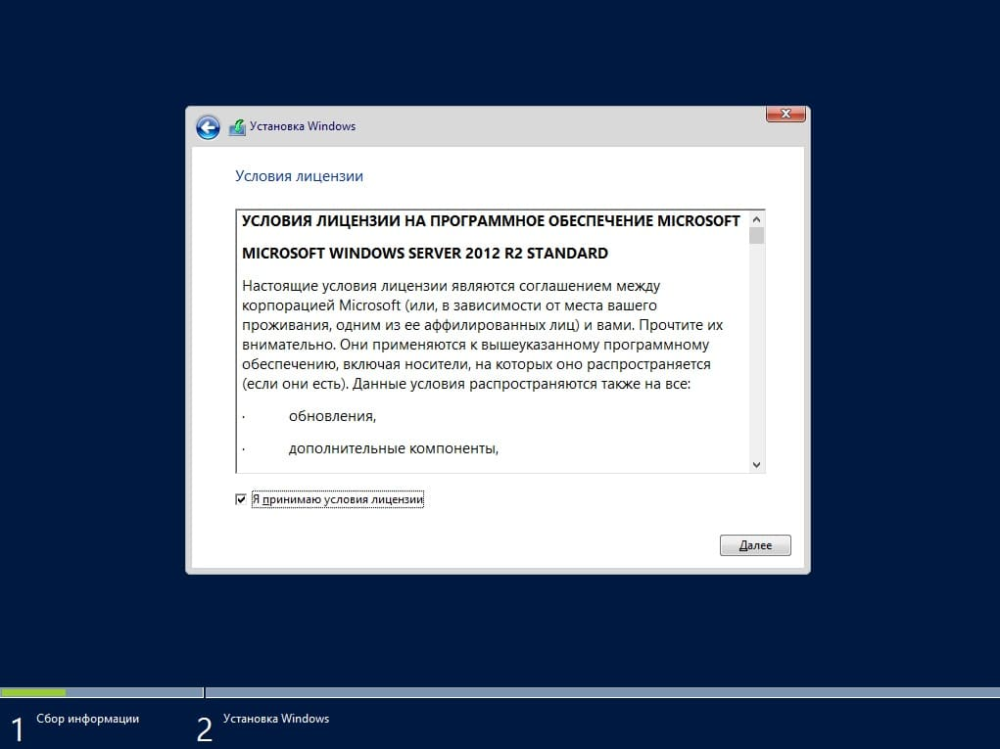 Установка Windows
Условия лицензии
УСЛОВИЯ ЛИЦЕНЗИИ НА ПРОГРАММНОЕ ОБЕСПЕЧЕНИЕ MICROSOFT
MICROSOFT WINDOWS SERVER 2012 R2 STANDARD
Настоящие условия лицензии являются соглашением между
корпорацией Microsoft (или, в зависимости от места вашего
проживания, одним из ее аффилированных лиц) и вами. Прочтите их
внимательно. Они применяются к вышеуказанному программному
обеспечению, включая носители, на которых оно распространяется
(если они есть). Данные условия распространяются также на все:
· обновления,
· дополнительные компоненты,
Я принимаю условия лицензии
Далее
1 Сбор информации
2 Установка Windows